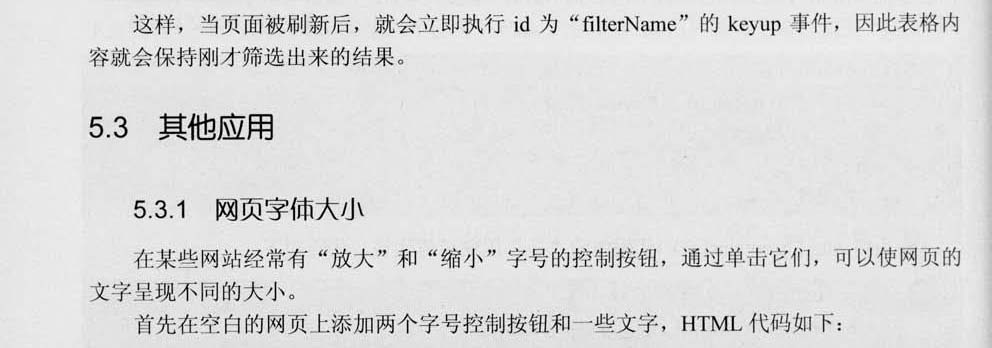 这样，当页面被刷新后，就会立即执行 id 为“filterName”的 keyup 事件，因此表格内
容就会保持刚才筛选出来的结果。
5.3 其他应用
5.3.1 网页字体大小
在某些网站经常有“放大”和“缩小”字号的控制按钮，通过单击它们，可以使网页的
文字呈现不同的大小。
首先在空白的网页上添加两个字号控制按钮和一些文字，HTML 代码如下：